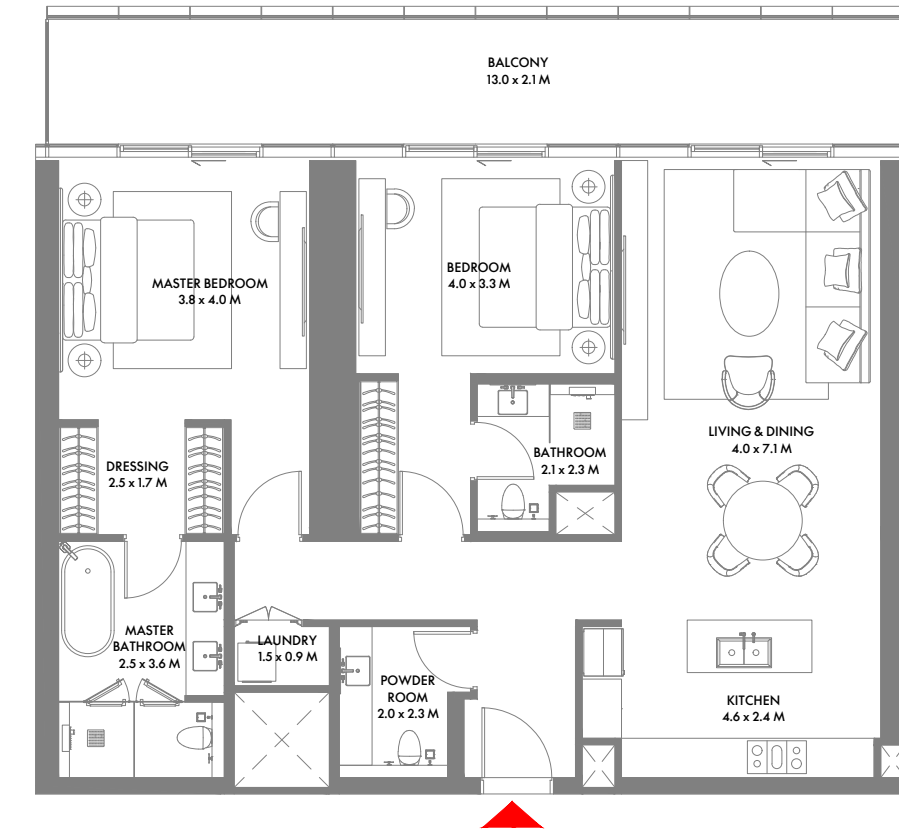 BALCONY
13.0 x 2.1 M
MASTER BEDROOM
3.8 x 4.0 M
BEDROOM
4.0 x 3.3 M
LIVING & DINING
4.0 x 7.1 M
BATHROOM
2.1 x 2.3 M
DRESSING
2.5 x 1.7 M
MASTER
BATHROOM
2.5 x 3.6 M
LAUNDRY
1.5 x 0.9 M
POWDER
ROOM
2.0 x 2.3 M
KITCHEN
4.6 x 2.4 M